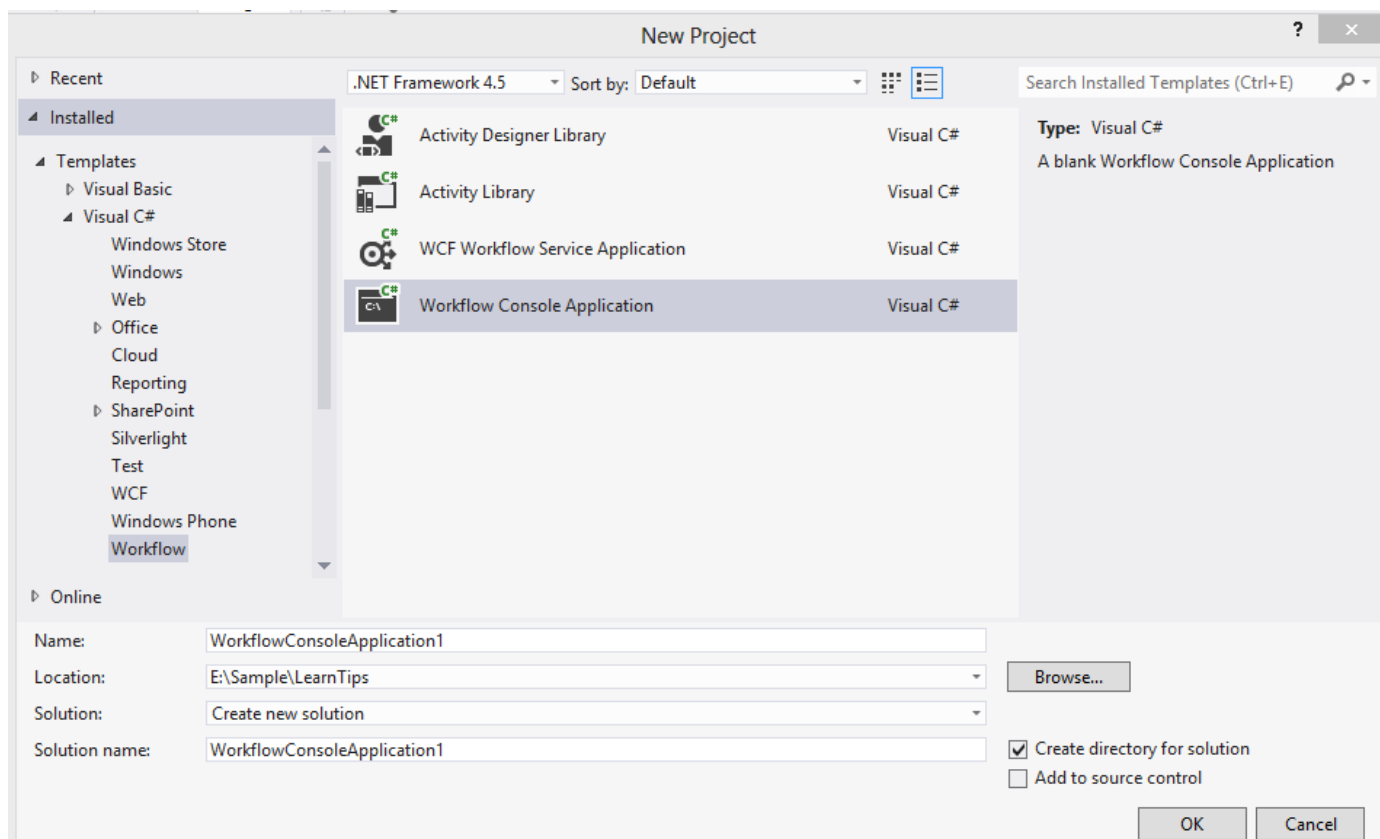 New Project
?
Recent
.NET Framework 4.5
Sort by:
Default
Search Installed Templates (Ctrl+E)
Installed
Templates
Visual Basic
Visual C#
Windows Store
Windows
Web
Office
Cloud
Reporting
SharePoint
Silverlight
Test
WCF
Windows Phone
Workflow
Online
C#
Activity Designer Library
Visual C#
C#
Activity Library
Visual C#
C#
WCF Workflow Service Application
Visual C#
C#
C:\
Workflow Console Application
Visual C#
Type: Visual C#
A blank Workflow Console Application
Name:
WorkflowConsoleApplication1
Location:
E:\Sample\LearnTips
Browse...
Solution:
Create new solution
Solution name:
WorkflowConsoleApplication1
Create directory for solution
Add to source control
OK
Cancel